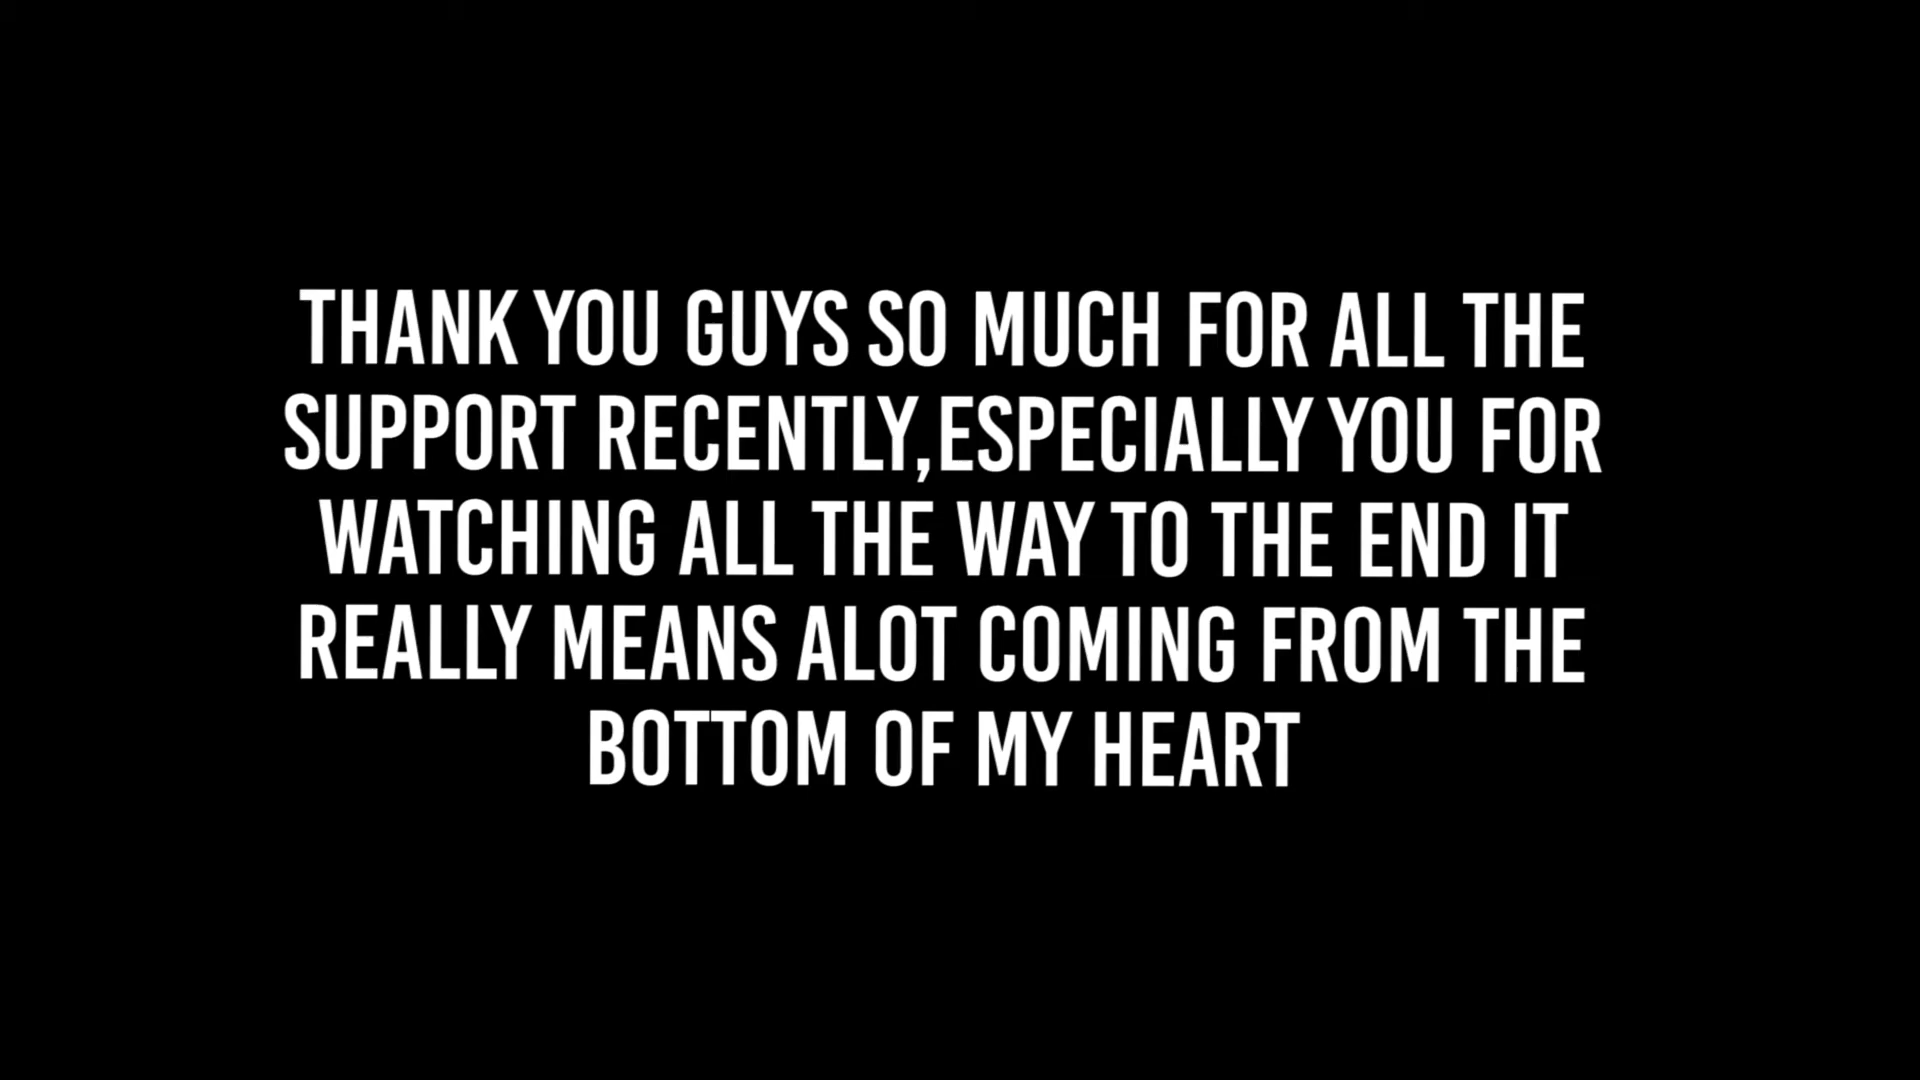 THANK YOU GUYS SO MUCH FOR ALL THE
SUPPORT RECENTLY,ESPECIALLY YOU FOR
WATCHING ALL THE WAY TO THE END IT
REALLY MEANS ALOT COMING FROM THE
BOTTOM OF MY HEART